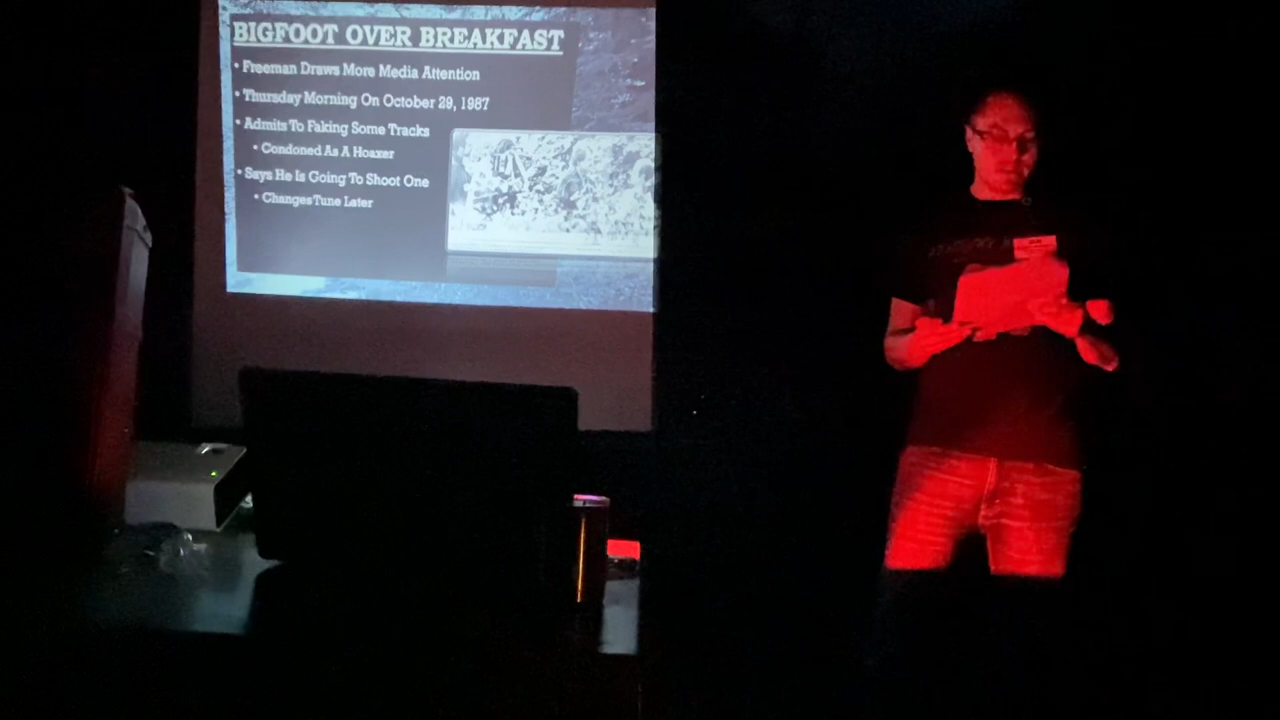 BIGFOOT OVER BREAKFAST
• Freeman Draws More Media Attention
• Thursday Morning On October 29, 1987
• Admits To Faking Some Tracks
• Condoned As A Hoaxer
• Says He Is Going To Shoot One
• Changes Tune Later